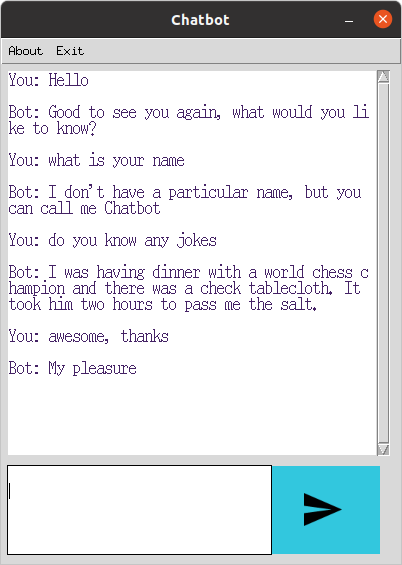 Chatbot
About Exit
You: Hello
Bot: Good to see you again, what would you li
ke to know?
You: what is your name
Bot: I don't have a particular name, but you
can call me Chatbot
You: do you know any jokes
Bot: I was having dinner with a world chess c
hampion and there was a check tablecloth. It
took him two hours to pass me the salt.
You: awesome, thanks
Bot: My pleasure